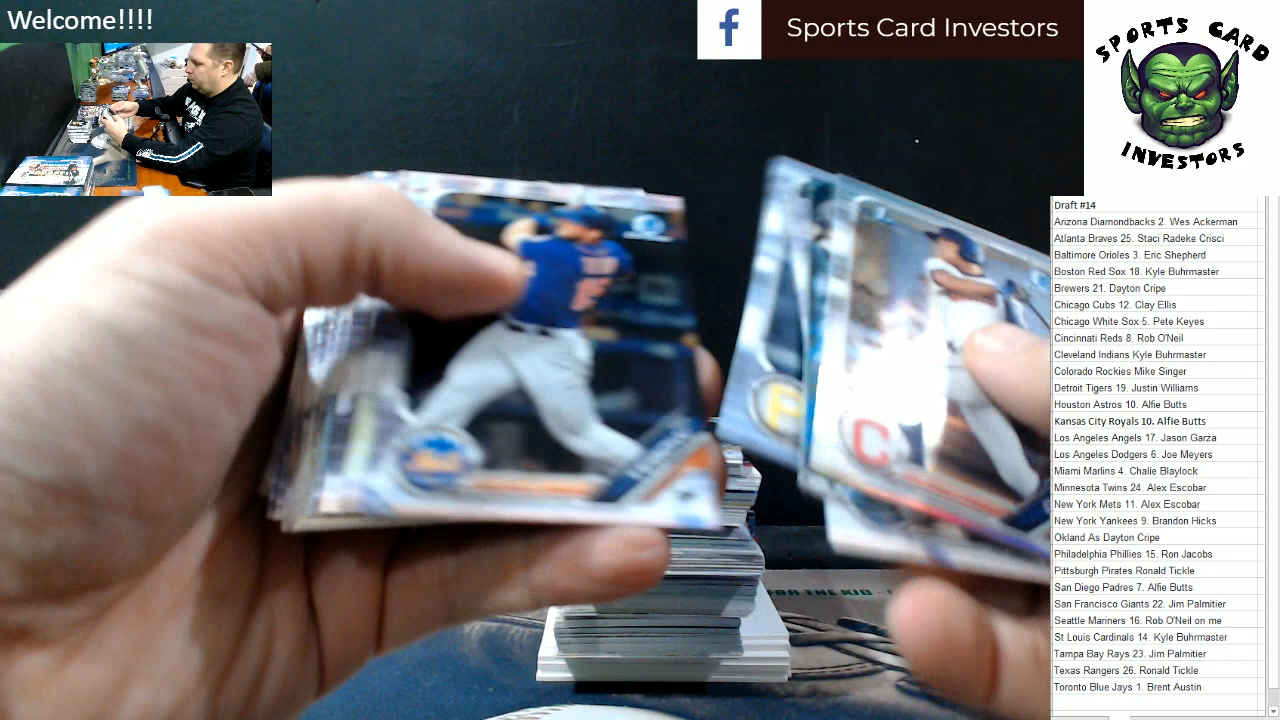 Welcome!!!!
Sports Card Investors
SPORTS CARD
INVESTORS
Draft #14
Arizona Diamondbacks 2. Wes Ackerman
Atlanta Braves 25. Staci Radeke Crisci
Baltimore Orioles 3. Eric Shepherd
Boston Red Sox 18. Kyle Buhrmaster
Brewers 21. Dayton Cripe
Chicago Cubs 12. Clay Ellis
Chicago White Sox 5. Pete Keyes
Cincinnati Reds 8. Rob O'Neil
Cleveland Indians Kyle Buhrmaster
Colorado Rockies Mike Singer
Detroit Tigers 19. Justin Williams
Houston Astros 10. Alfie Butts
Kansas City Royals 10. Alfie Butts
Los Angeles Angels 17. Jason Garza
Los Angeles Dodgers 6. Joe Meyers
Miami Marlins 4. Chalie Blaylock
Minnesota Twins 24. Alex Escobar
New York Mets 11. Alex Escobar
New York Yankees 9. Brandon Hicks
Okland As Dayton Cripe
Philadelphia Phillies 15. Ron Jacobs
Pittsburgh Pirates Ronald Tickle
San Diego Padres 7. Alfie Butts
San Francisco Giants 22. Jim Palmitier
Seattle Mariners 16. Rob O'Neil on me
St Louis Cardinals 14. Kyle Buhrmaster
Tampa Bay Rays 23. Jim Palmitier
Texas Rangers 26. Ronald Tickle
Toronto Blue Jays 1. Brent Austin
FOR THE KID